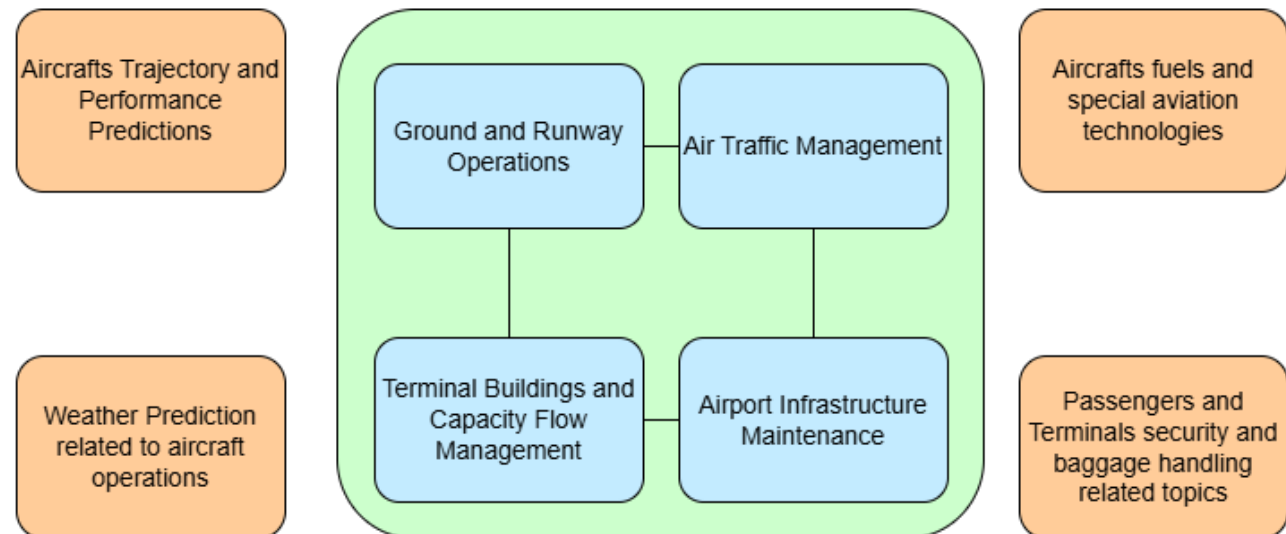 Aircrafts Trajectory and
Performance
Predictions
Ground and Runway
Operations
Air Traffic Management
Aircrafts fuels and
special aviation
technologies
Weather Prediction
related to aircraft
operations
Terminal Buildings and
Capacity Flow
Management
Airport Infrastructure
Maintenance
Passengers and
Terminals security and
baggage handling
related topics